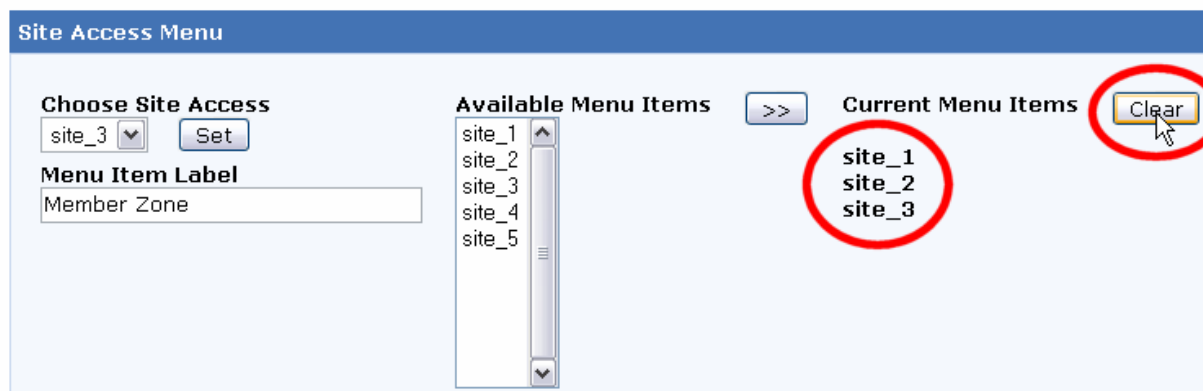 Site Access Menu
Choose Site Access
site_3
Set
Menu Item Label
Member Zone
Available Menu Items
site_1
site_2
site_3
site_4
site_5
>>
Current Menu Items
Clear
site_1
site_2
site_3